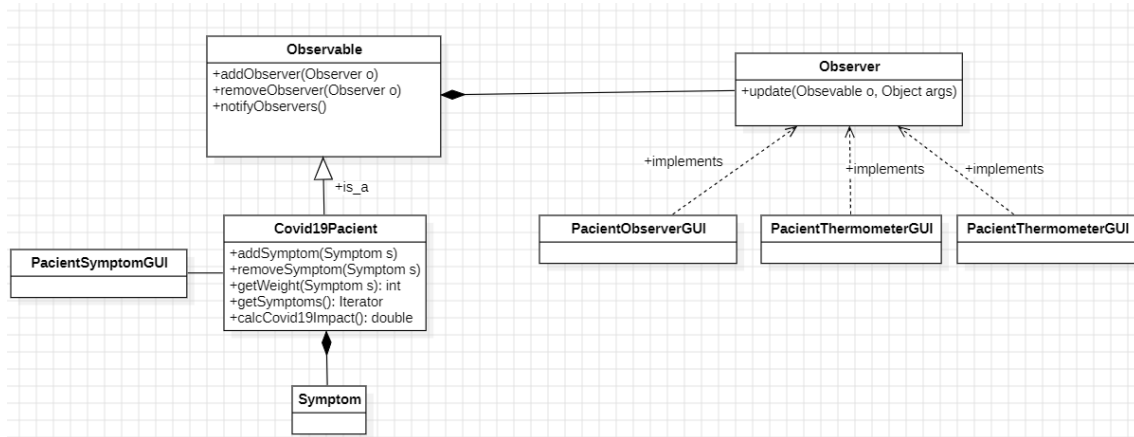 Observable
+addObserver(Observer o)
+removeObserver(Observer o)
+notifyObservers()
Observer
+update(Obsevable o, Object args)
+is_a
+implements
+implements
+implements
Covid19Pacient
+addSymptom(Symptom s)
+removeSymptom(Symptom s)
+getWeight(Symptom s): int
+getSymptoms(): Iterator
+calcCovid19Impact(): double
PacientObserverGUI
PacientThermometerGUI
PacientThermometerGUI
PacientSymptomGUI
Symptom